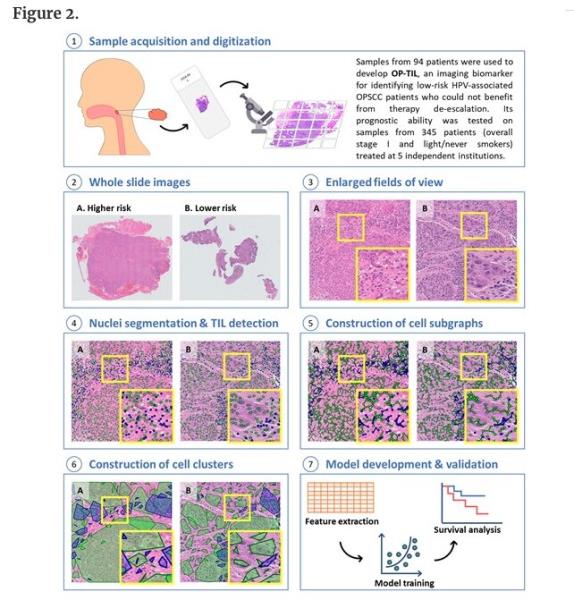 Figure 2.
1 Sample acquisition and digitization
Samples from 94 patients were used to
develop OP-TIL, an imaging biomarker
for identifying low-risk HPV-associated
OPSCC patients who could not benefit
from therapy de-escalation. Its
prognostic ability was tested on
samples from 345 patients (overall
stage I and light/never smokers)
treated at 5 independent institutions.
2 Whole slide images
A. Higher risk
B. Lower risk
3 Enlarged fields of view
A
B
4 Nuclei segmentation & TIL detection
A
B
5 Construction of cell subgraphs
A
B
6 Construction of cell clusters
A
B
7 Model development & validation
Feature extraction
Survival analysis
Model training